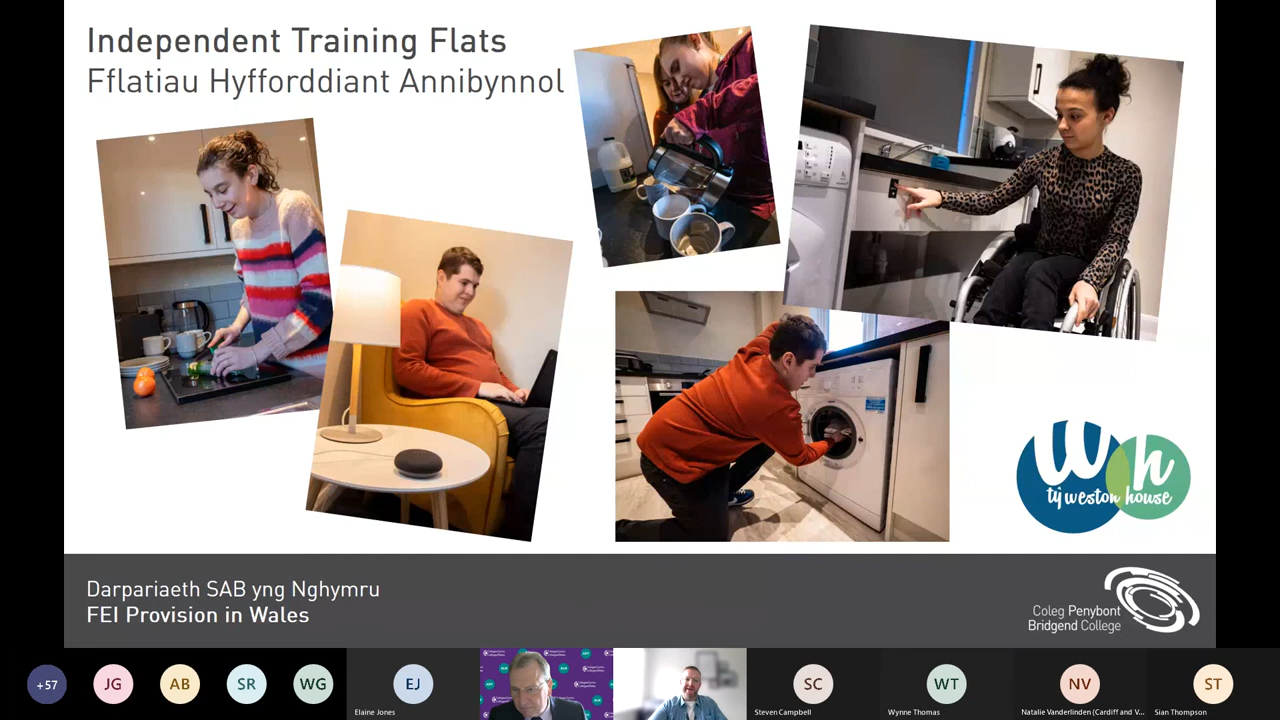 Independent Training Flats
Fflatiau Hyfforddiant Annibynnol
W h
tŷ weston house
Darpariaeth SAB yng Nghymru
FEI Provision in Wales
Coleg Penybont
Bridgend College
+57
JG
AB
SR
WG
EJ
Elaine Jones
SC
Steven Campbell
WT
Wynne Thomas
NV
Natalie Vanderlinden (Cardiff and V...
ST
Sian Thompson